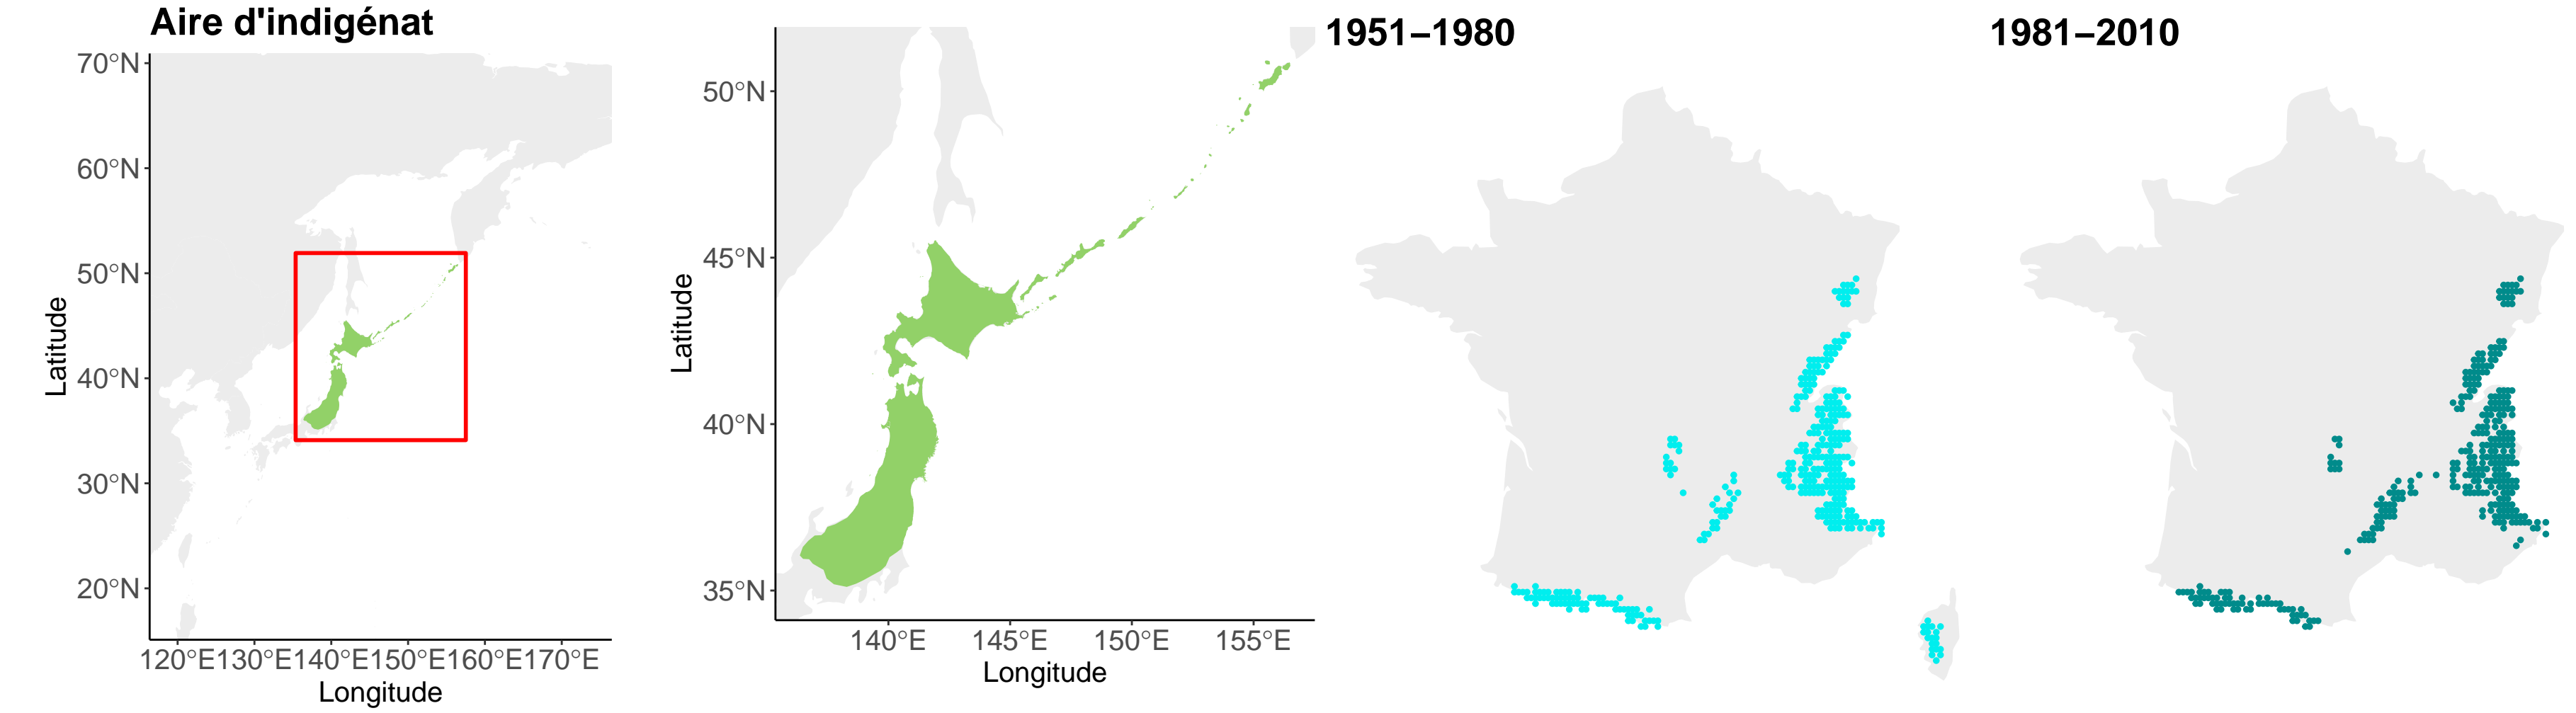 Aire d'indigénat
70°N
60°N
50°N
40°N
30°N
20°N
Latitude
120°E130°E140°E150°E160°E170°E
Longitude
50°N
45°N
40°N
35°N
Latitude
140°E 145°E 150°E 155°E
Longitude
1951–1980
1981–2010